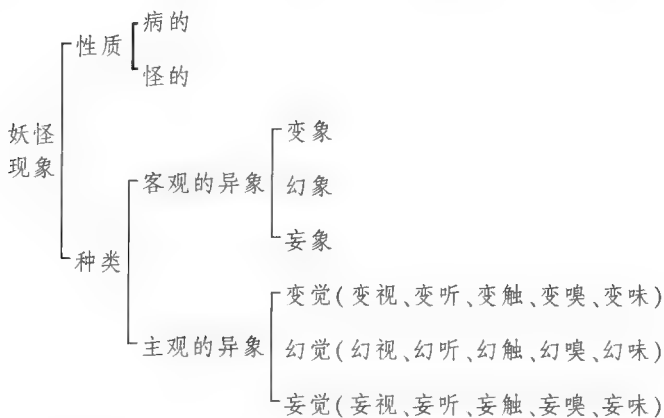 病的
性质
怪的
妖怪
现象
变象
客观的异象
幻象
妄象
种类
变觉(变视、变听、变触、变嗅、变味)
主观的异象
幻觉(幻视、幻听、幻触、幻嗅、幻味)
妄觉(妄视、妄听、妄触、妄嗅、妄味)